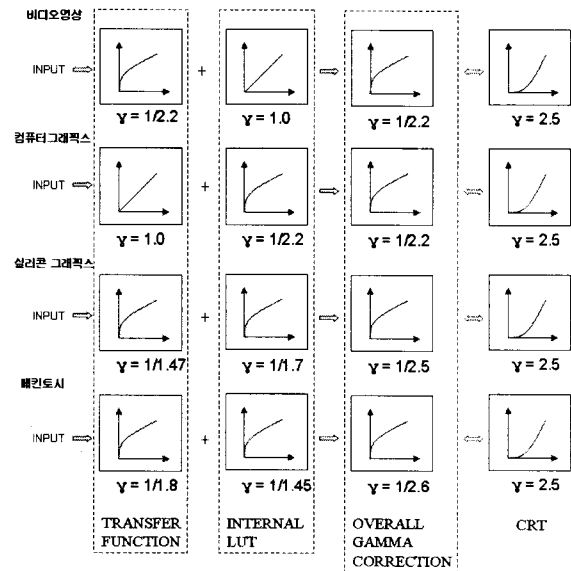 비디오영상
INPUT + 
γ = 1/2.2 γ = 1.0 γ = 1/2.2 γ = 2.5
컴퓨터그래픽스
INPUT +
γ = 1.0 γ = 1/2.2 γ = 1/2.2 γ = 2.5
실리콘 그래픽스
INPUT +
γ = 1/1.47 γ = 1/1.7 γ = 1/2.5 γ = 2.5
매킨토시
INPUT +
γ = 1/1.8 γ = 1/1.45 γ = 1/2.6 γ = 2.5
TRANSFER FUNCTION
INTERNAL LUT
OVERALL GAMMA CORRECTION
CRT